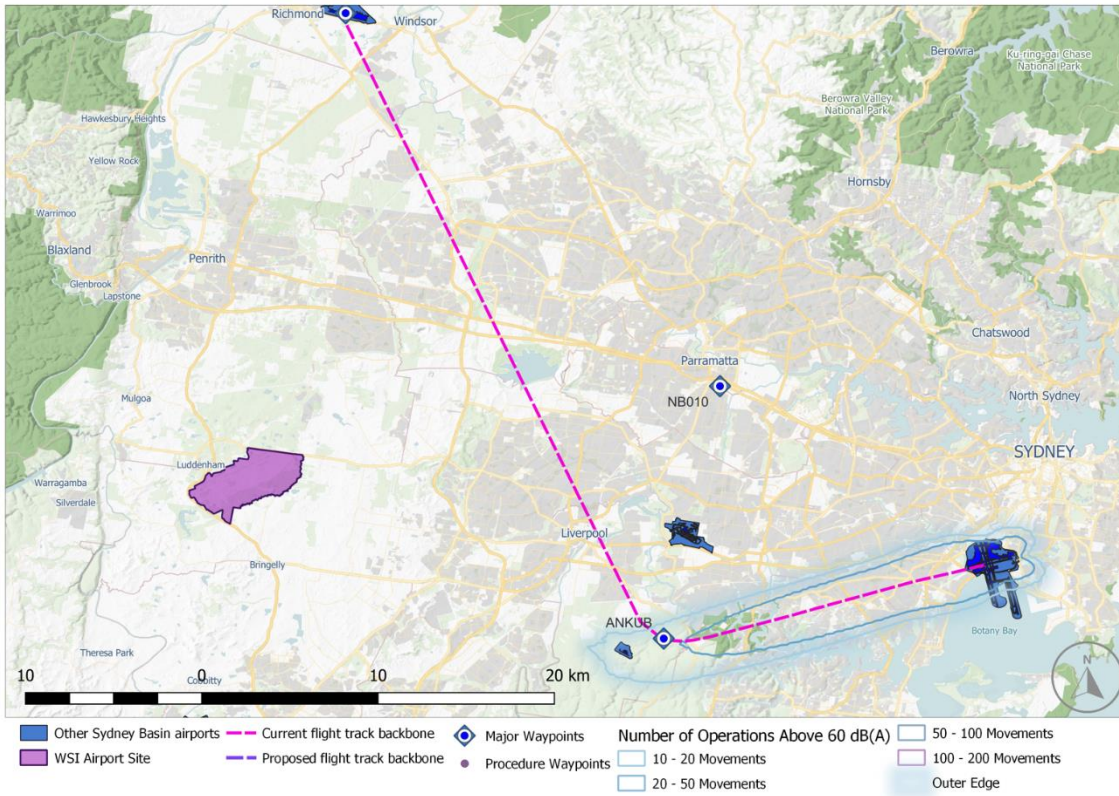 Richmond
Windsor
Berowra
Ku-ring-gai Chase
National Park
Berowra Valley
National Park
Hawkesbury Heights
Yellow Rock
Hornsby
Warrimoo
Blaxland
Penrith
Glenbrook
Lapstone
Chatswood
Parramatta
NB010
North Sydney
Mulgoa
SYDNEY
Luddenham
Warragamba
Silverdale
Liverpool
Bringelly
ANKUB
Botany Bay
Theresa Park
Cobbitty
N
10 0 10 20 km
Other Sydney Basin airports
WSI Airport Site
Current flight track backbone
Proposed flight track backbone
Major Waypoints
Procedure Waypoints
Number of Operations Above 60 dB(A)
10 - 20 Movements
20 - 50 Movements
50 - 100 Movements
100 - 200 Movements
Outer Edge